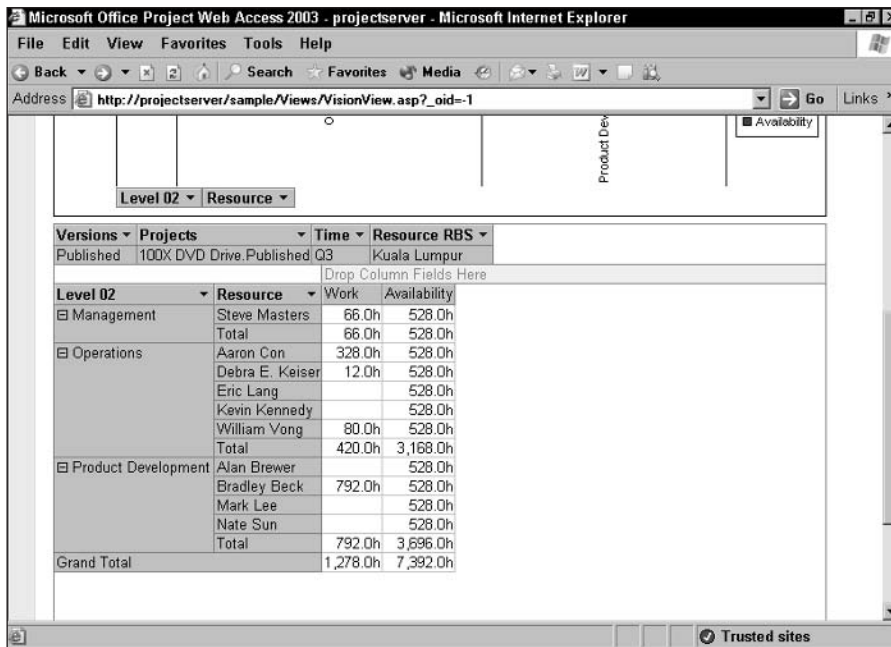 Microsoft Office Project Web Access 2003 - projectserver - Microsoft Internet Explorer
File Edit View Favorites Tools Help
Back Search Favorites Media
Address http://projectserver/sample/Views/VisionView.asp?_oid=-1 Go Links »
O Product Dev Availability
Level 02 Resource
Versions Projects Time Resource RBS
Published 100X DVD Drive.Published Q3 Kuala Lumpur
Drop Column Fields Here
Level 02 Resource Work Availability
Management Steve Masters 66.0h 528.0h
Total 66.0h 528.0h
Operations Aaron Con 328.0h 528.0h
Debra E. Keiser 12.0h 528.0h
Eric Lang 528.0h
Kevin Kennedy 528.0h
William Vong 80.0h 528.0h
Total 420.0h 3,168.0h
Product Development Alan Brewer 528.0h
Bradley Beck 792.0h 528.0h
Mark Lee 528.0h
Nate Sun 528.0h
Total 792.0h 3,696.0h
Grand Total 1,278.0h 7,392.0h
Trusted sites